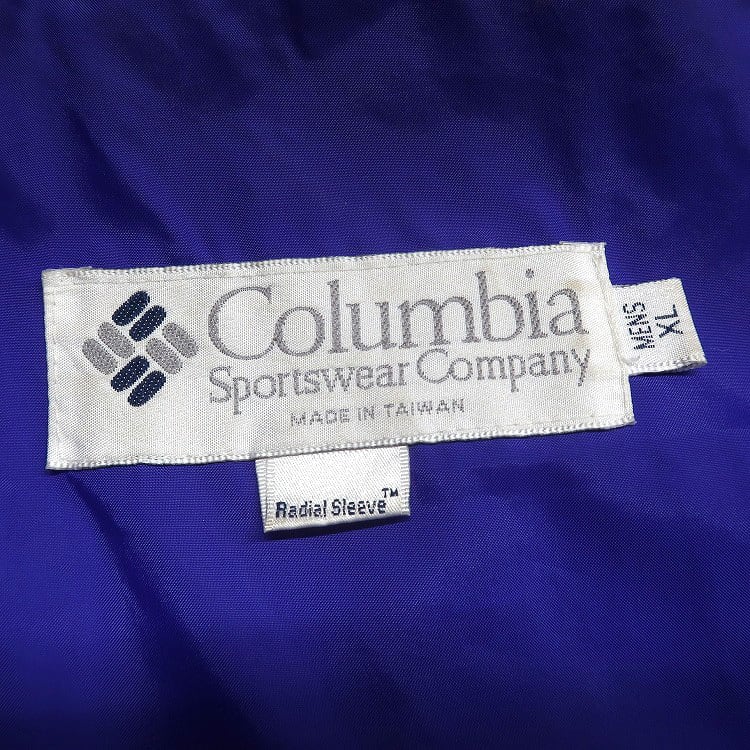 Columbia
Sportswear Company
MADE IN TAIWAN
MENS
XL
Radial Sleeve™